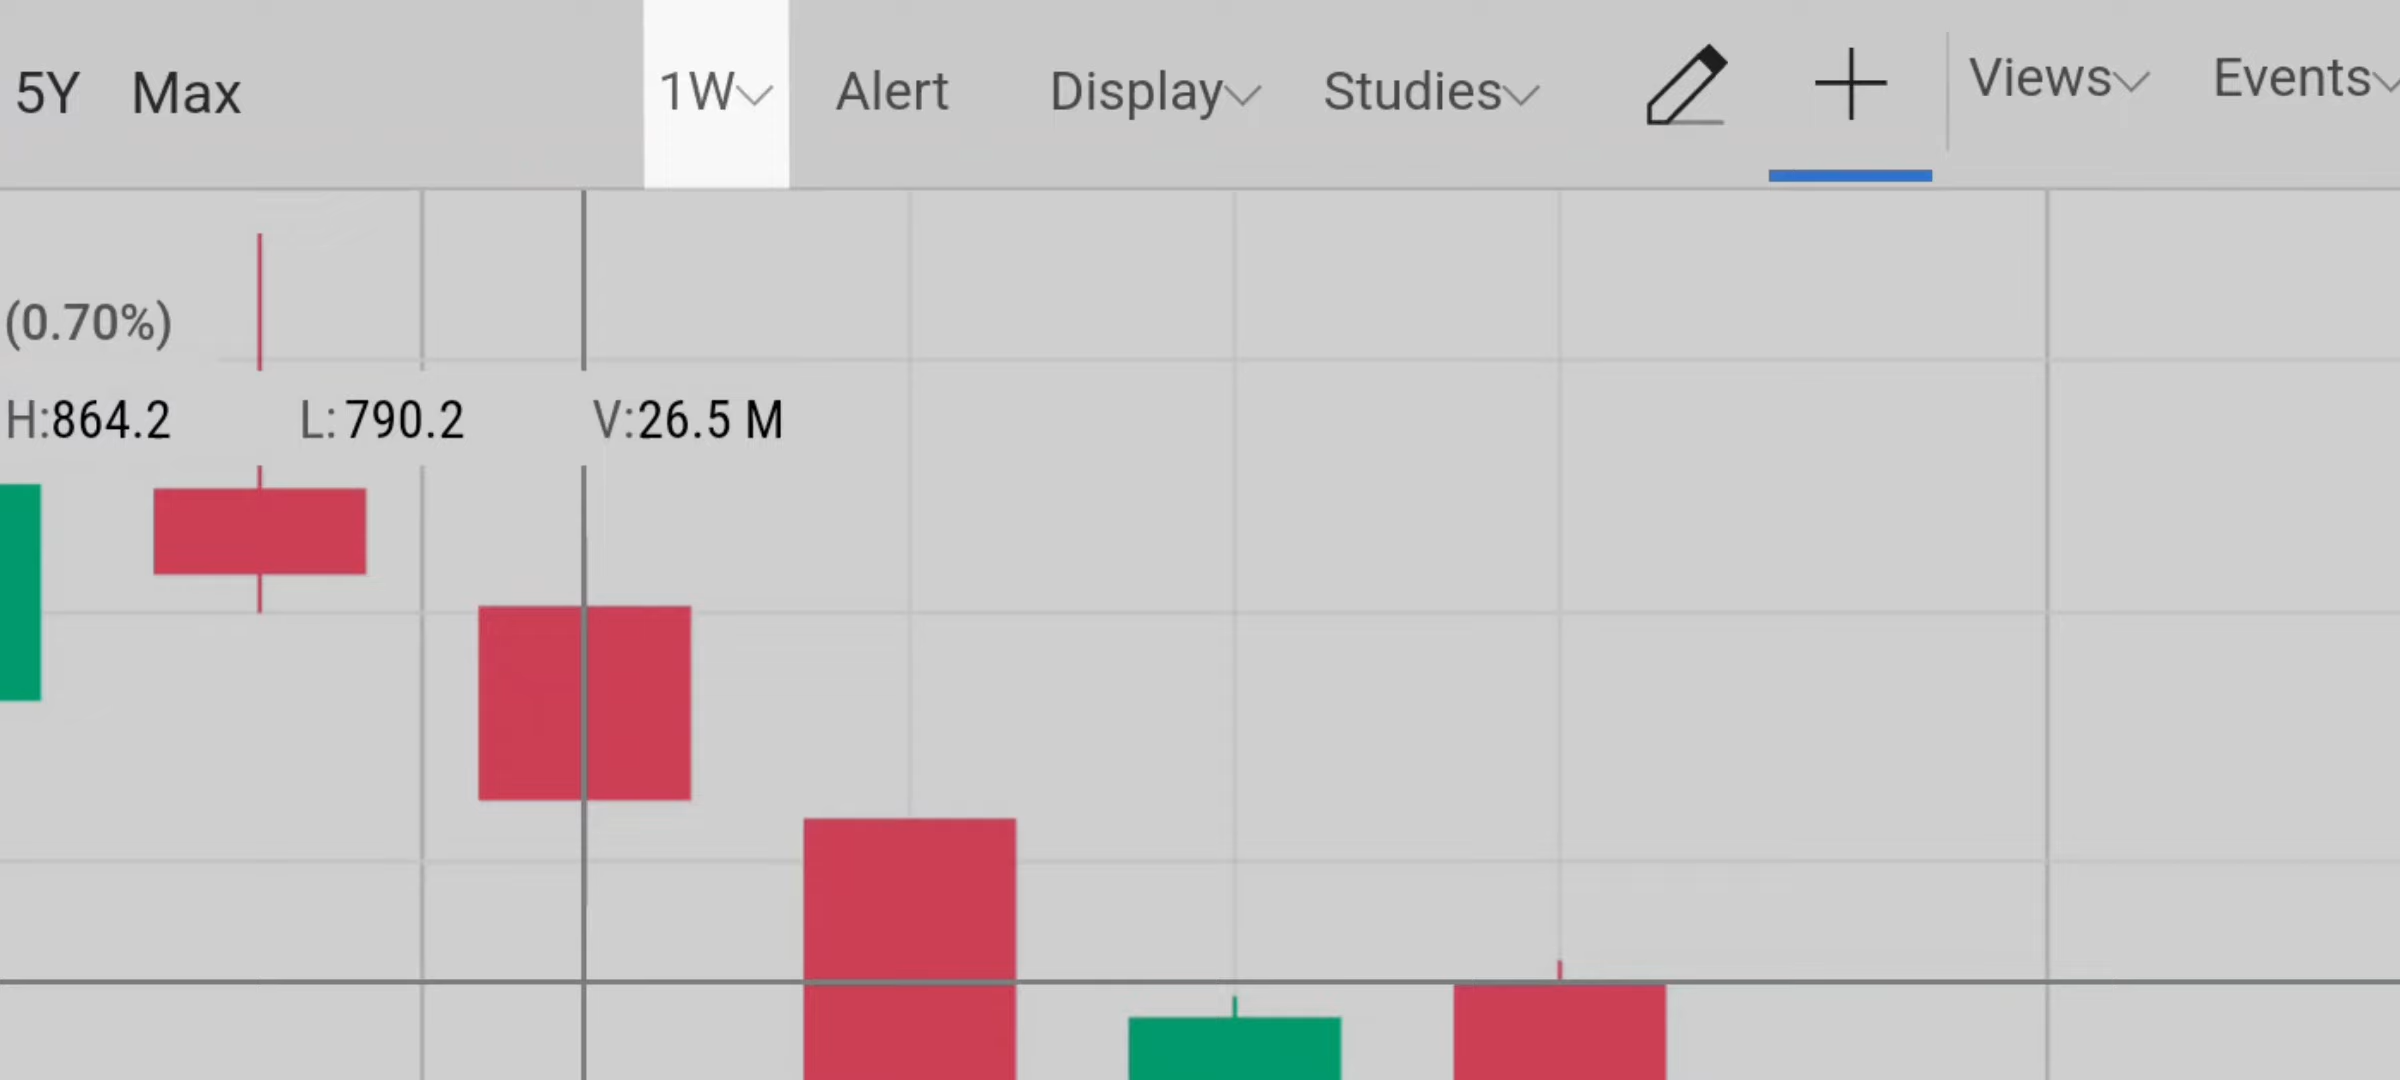 5Y Max 1W Alert Display Studies Views Events
(0.70%)
H:864.2 L: 790.2 V:26.5 M